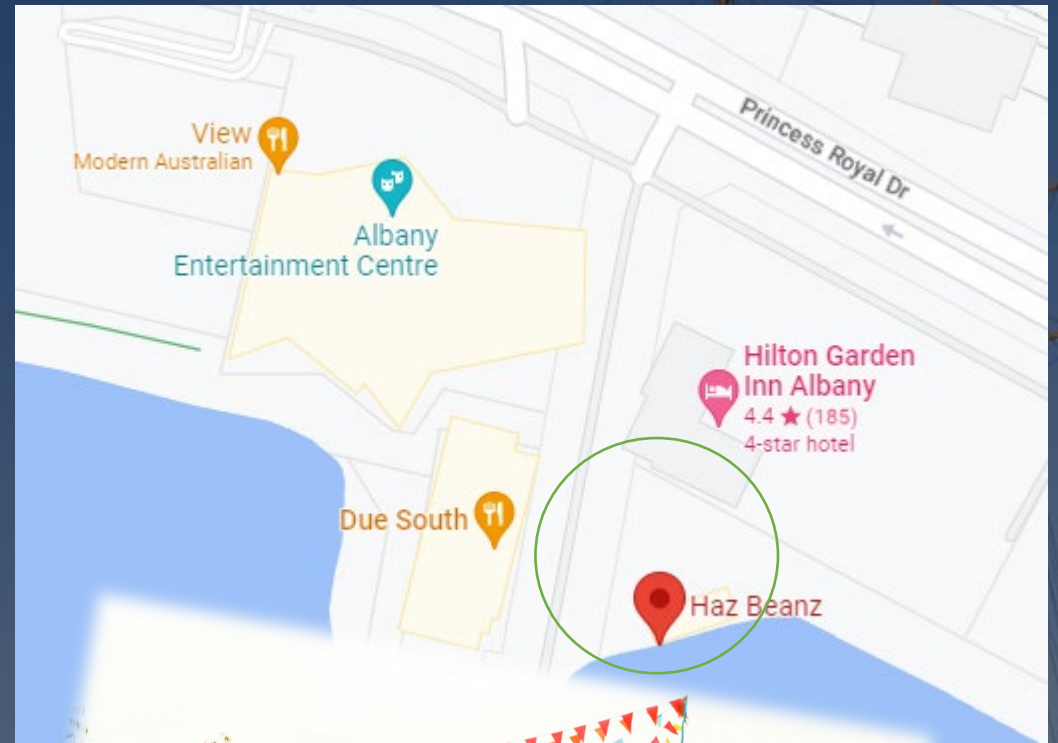 View
Modern Australian
Princess Royal Dr
Albany
Entertainment Centre
Hilton Garden
Inn Albany
4.4 ★ (185)
4-star hotel
Due South
Haz Beanz